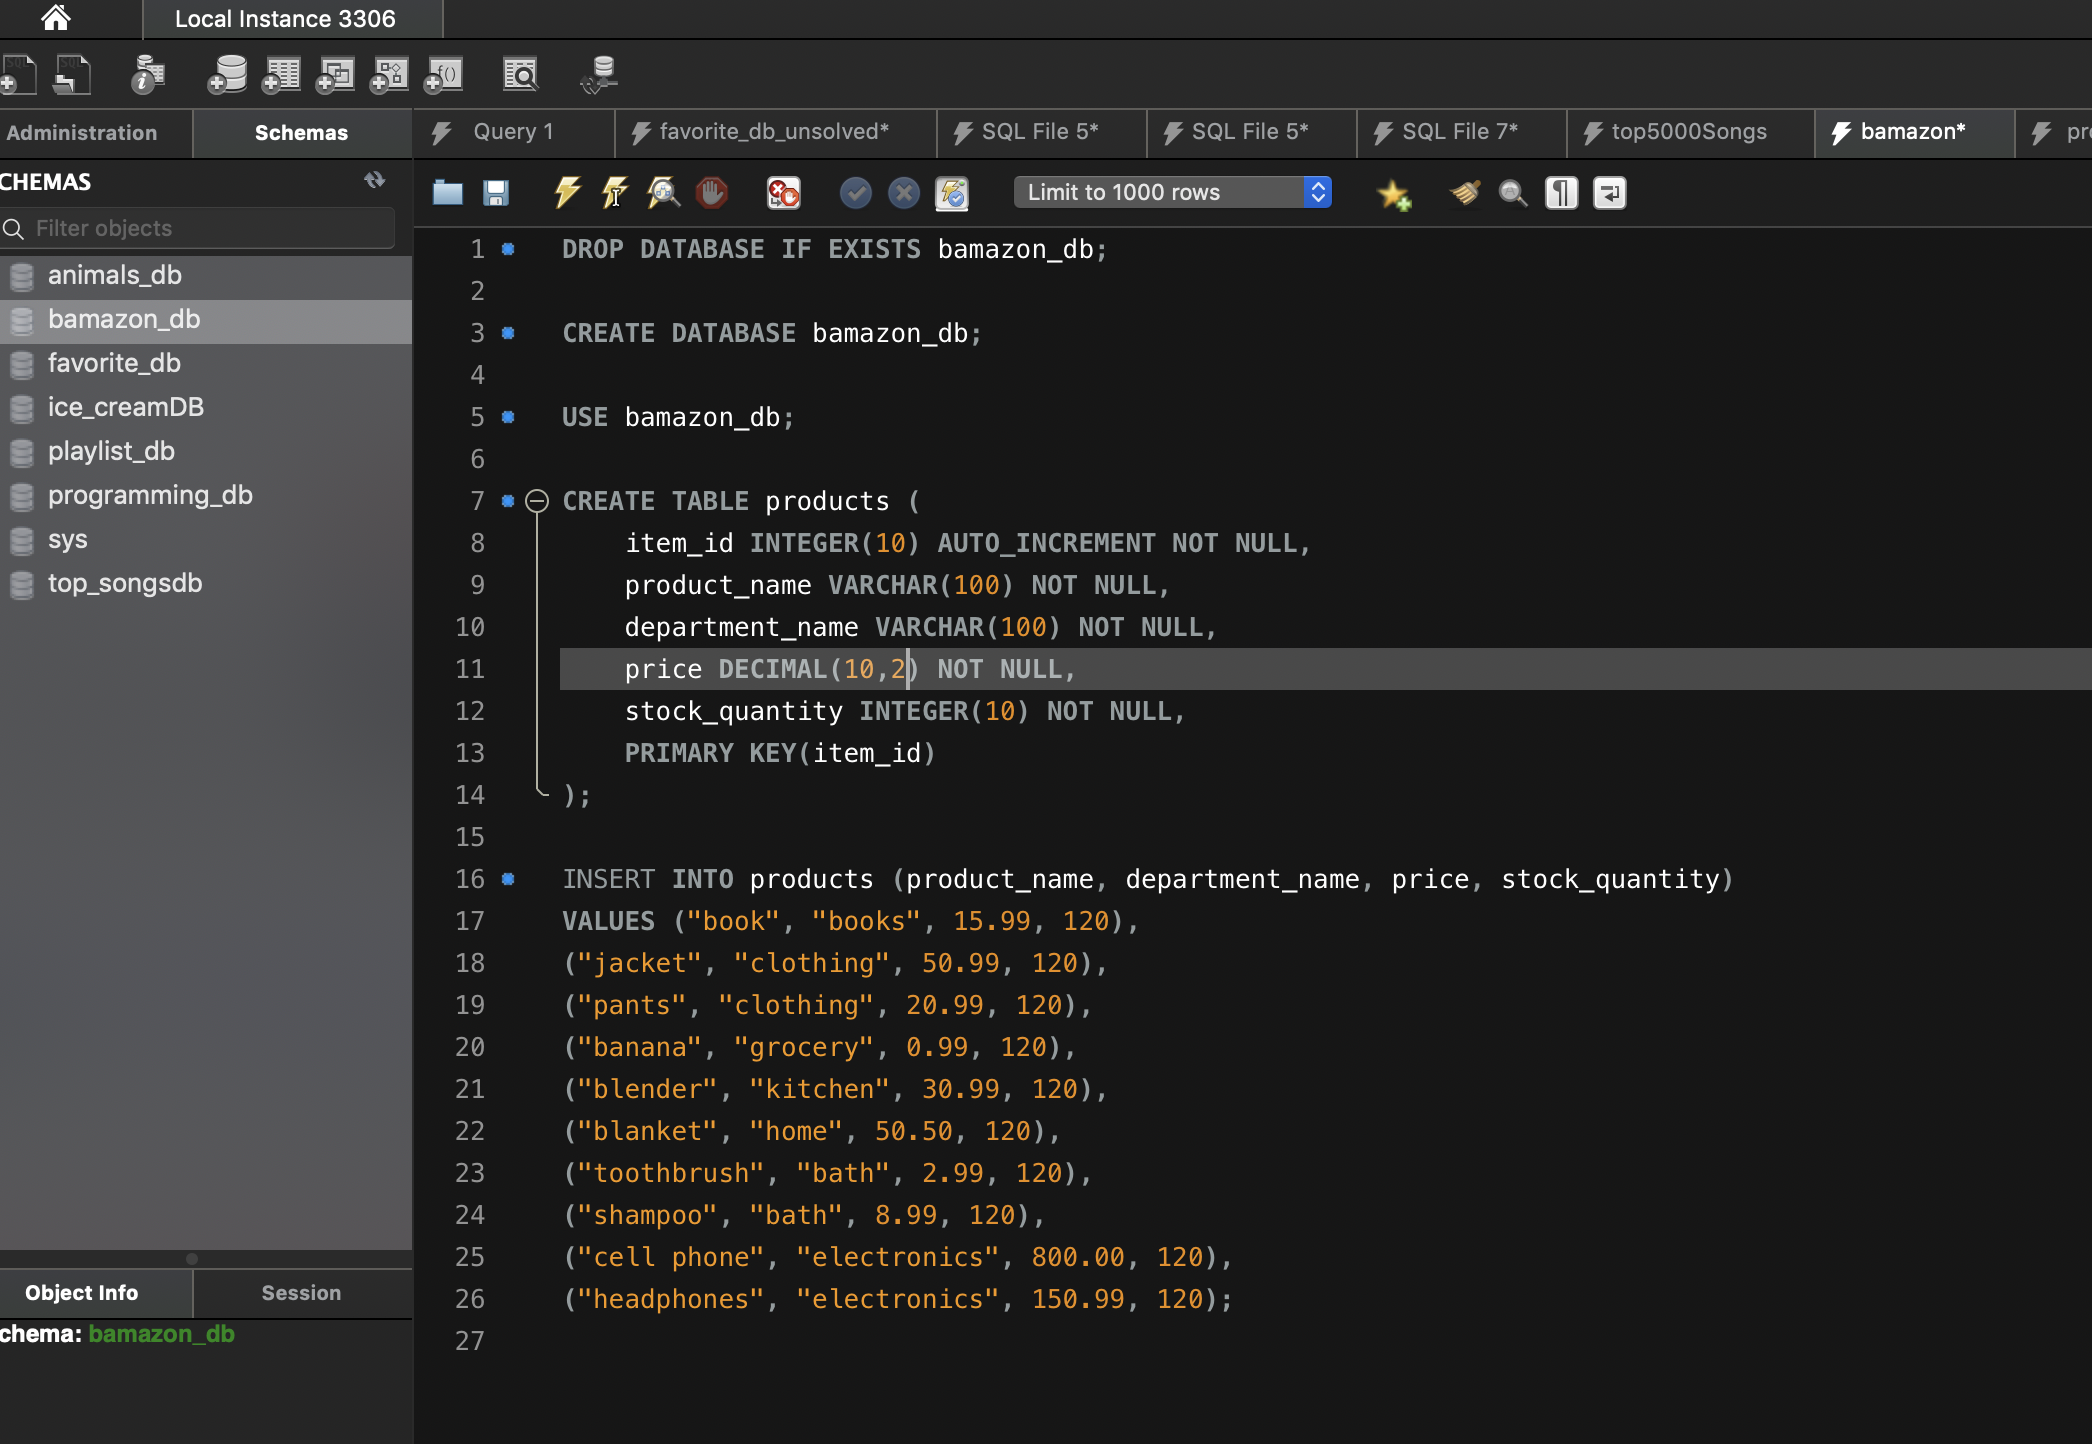 Local Instance 3306
Administration
Schemas
Query 1
favorite_db_unsolved*
SQL File 5*
SQL File 5*
SQL File 7*
top5000Songs
bamazon*
pro
CHEMAS
Filter objects
animals_db
bamazon_db
favorite_db
ice_creamDB
playlist_db
programming_db
sys
top_songsdb
Object Info
Session
chema: bamazon_db
Limit to 1000 rows
1 DROP DATABASE IF EXISTS bamazon_db;
2
3 CREATE DATABASE bamazon_db;
4
5 USE bamazon_db;
6
7 CREATE TABLE products (
8 item_id INTEGER(10) AUTO_INCREMENT NOT NULL,
9 product_name VARCHAR(100) NOT NULL,
10 department_name VARCHAR(100) NOT NULL,
11 price DECIMAL(10,2) NOT NULL,
12 stock_quantity INTEGER(10) NOT NULL,
13 PRIMARY KEY(item_id)
14 );
15
16 INSERT INTO products (product_name, department_name, price, stock_quantity)
17 VALUES ("book", "books", 15.99, 120),
18 ("jacket", "clothing", 50.99, 120),
19 ("pants", "clothing", 20.99, 120),
20 ("banana", "grocery", 0.99, 120),
21 ("blender", "kitchen", 30.99, 120),
22 ("blanket", "home", 50.50, 120),
23 ("toothbrush", "bath", 2.99, 120),
24 ("shampoo", "bath", 8.99, 120),
25 ("cell phone", "electronics", 800.00, 120),
26 ("headphones", "electronics", 150.99, 120);
27